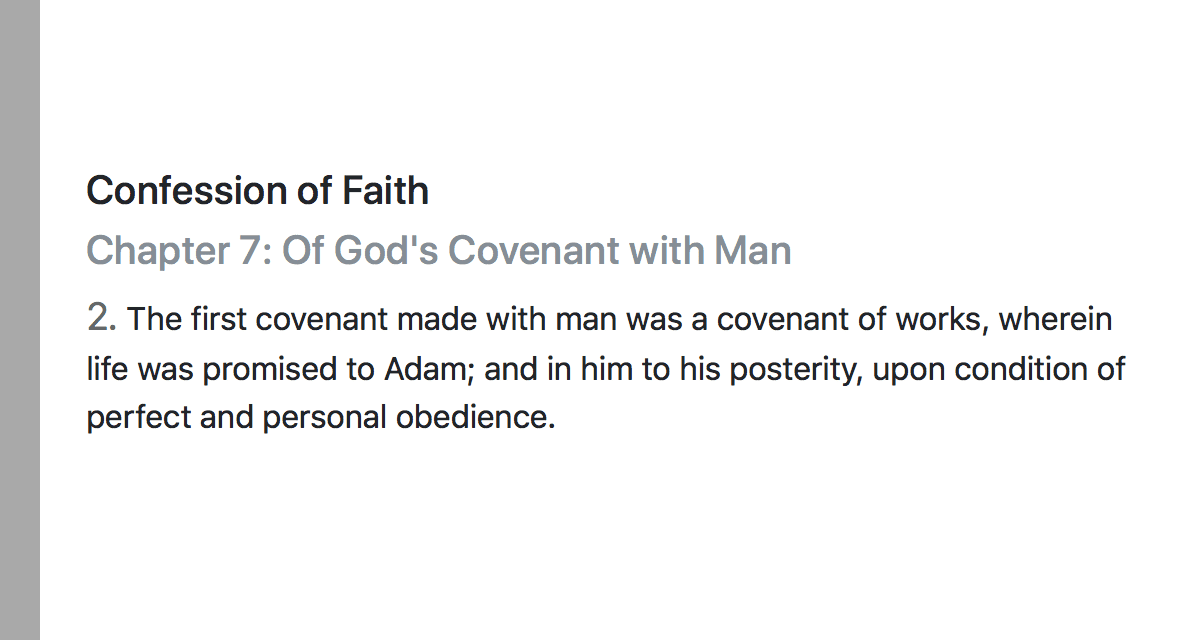 Confession of Faith
Chapter 7: Of God's Covenant with Man
2. The first covenant made with man was a covenant of works, wherein
life was promised to Adam; and in him to his posterity, upon condition of
perfect and personal obedience.